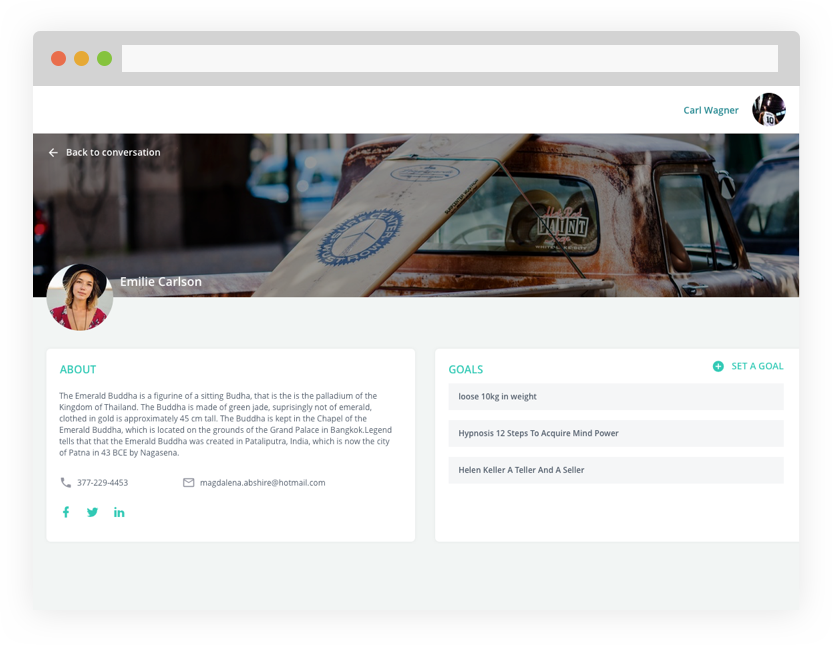 Carl Wagner
Back to conversation
SAINT
Emilie Carlson
ABOUT
The Emerald Buddha is a figurine of a sitting Budha, that is the is the palladium of the
Kingdom of Thailand. The Buddha is made of green jade, suprisingly not of emerald,
clothed in gold is approximately 45 cm tall. The Buddha is kept in the Chapel of the
Emerald Buddha, which is located on the grounds of the Grand Palace in Bangkok.Legend
tells that that the Emerald Buddha was created in Pataliputra, India, which is now the city
of Patna in 43 BCE by Nagasena.
377-229-4453
magdalena.abshire@hotmail.com
GOALS
SET A GOAL
loose 10kg in weight
Hypnosis 12 Steps To Acquire Mind Power
Helen Keller A Teller And A Seller